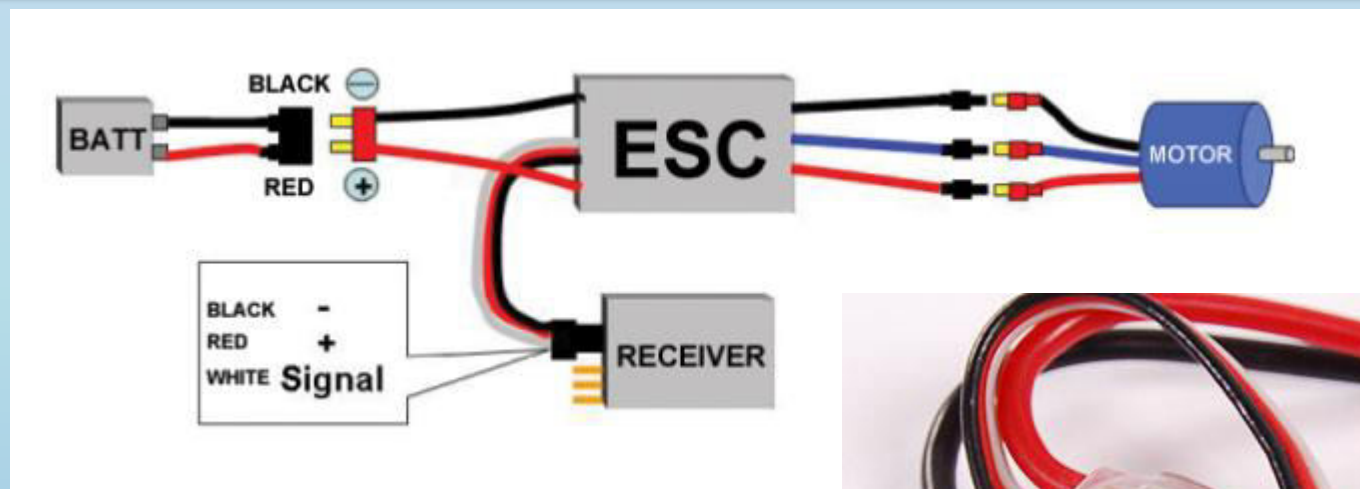 BLACK -
BATT
RED +
ESC
MOTOR
BLACK -
RED +
WHITE Signal
RECEIVER